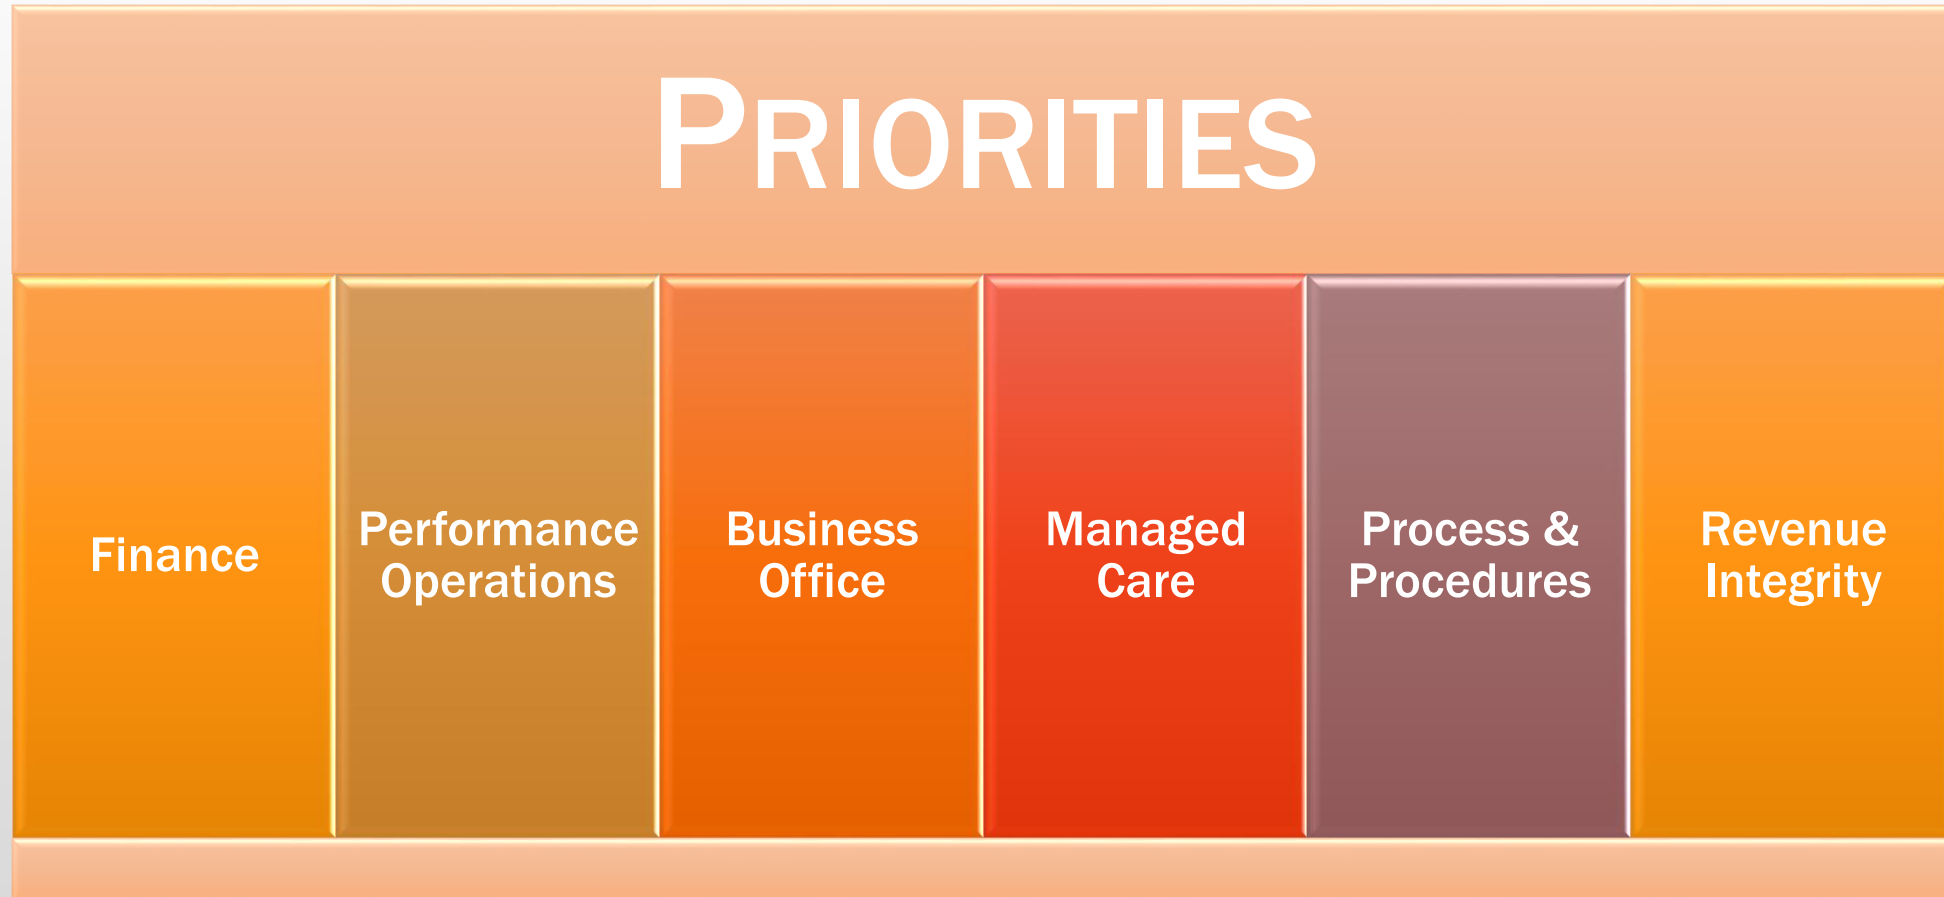 PRIORITIES
Finance
Performance
Operations
Business
Office
Managed
Care
Process &
Procedures
Revenue
Integrity